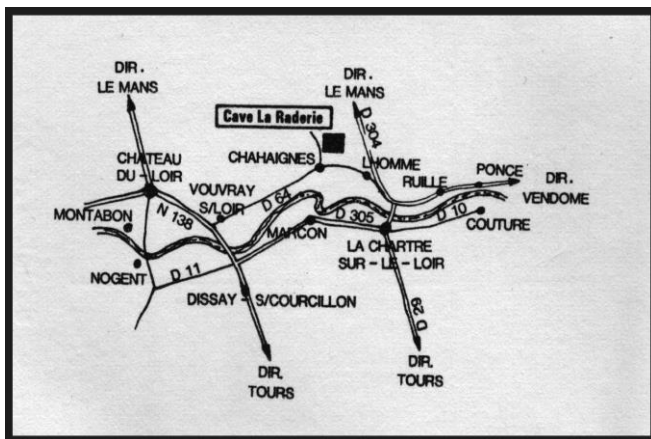 DIR.
LE MANS
DIR.
LE MANS
Cave La Raderie
D 304
CHATEAU
DU-LOIR
CHAHAIGNES
LHOMME
RUILLE
PONCE
DIR.
VENDOME
VOUVRAY
S/LOIR
D 64
N 138
MONTABON
MARCON
D 305
D 10
COUTURE
LA CHARTRE
SUR-LE-LOIR
NOGENT
D 11
DISSAY-S/COURCILLON
D 29
DIR.
TOURS
DIR.
TOURS